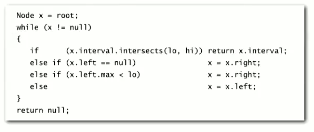 Node x = root;
while (x != null)
{
if (x.interval.intersects(lo, hi)) return x.interval;
else if (x.left == null) x = x.right;
else if (x.left.max < lo) x = x.right;
else x = x.left;
}
return null;